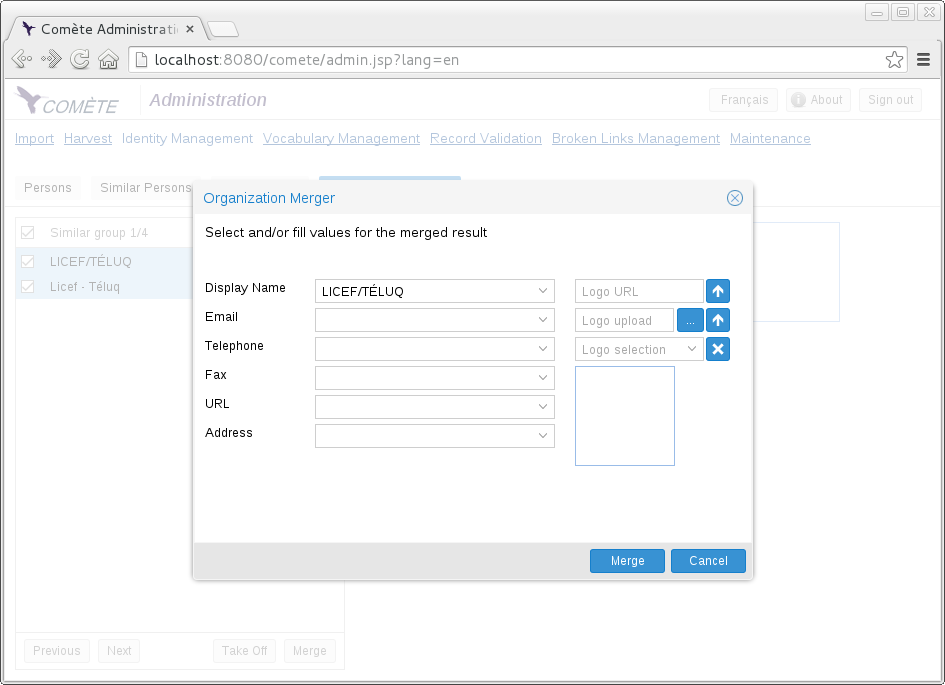 Comète Administrati
localhost:8080/comete/admin.jsp?lang=en
COMÈTE Administration Français About Sign out
Import Harvest Identity Management Vocabulary Management Record Validation Broken Links Management Maintenance
Persons Similar Persons
Organization Merger
Select and/or fill values for the merged result
Similar group 1/4
LICEF/TÉLUQ
Licef - Téluq
Display Name LICEF/TÉLUQ Logo URL
Email Logo upload ...
Telephone Logo selection
Fax
URL
Address
Merge Cancel
Previous Next Take Off Merge